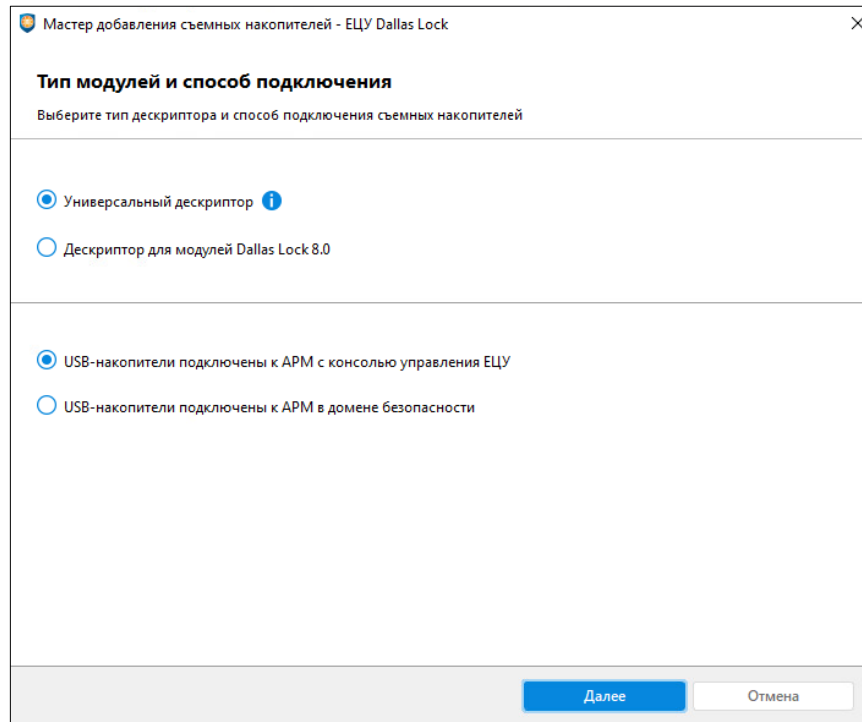 Мастер добавления съемных накопителей - ЕЦУ Dallas Lock
Тип модулей и способ подключения
Выберите тип дескриптора и способ подключения съемных накопителей
Универсальный дескриптор i
Дескриптор для модулей Dallas Lock 8.0
USB-накопители подключены к АРМ с консолью управления ЕЦУ
USB-накопители подключены к АРМ в домене безопасности
Далее
Отмена